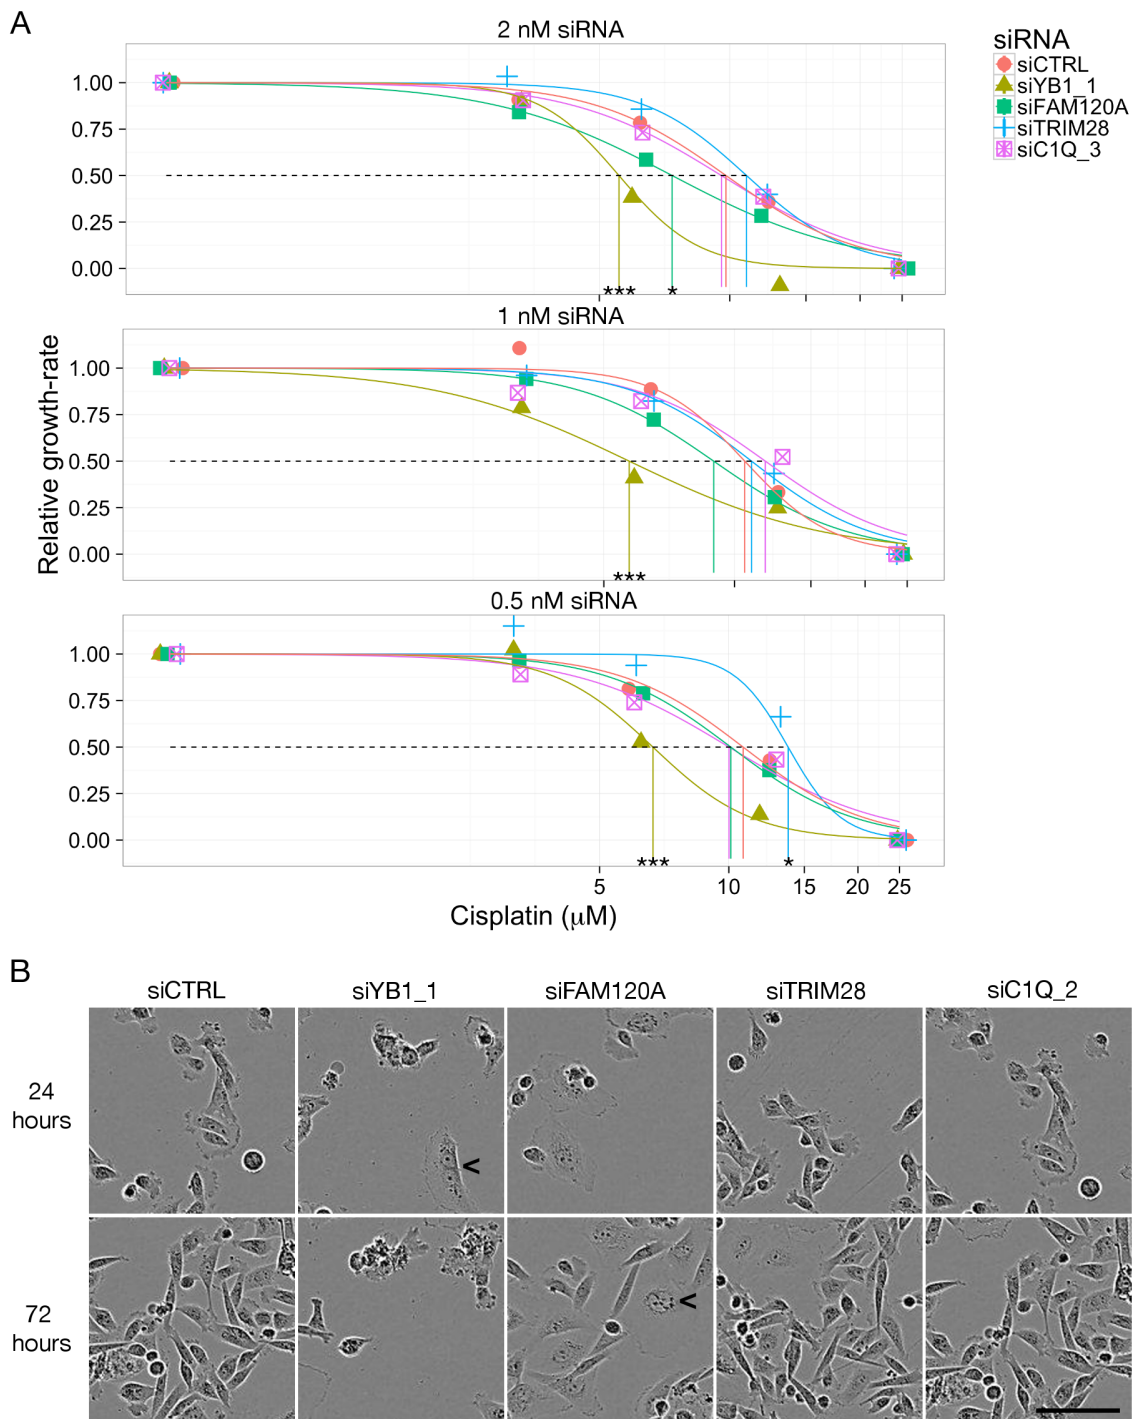 A
2 nM siRNA
1.00
0.75
0.50
0.25
0.00
*** *
siRNA
siCTRL
siYB1_1
siFAM120A
siTRIM28
siC1Q_3
1 nM siRNA
1.00
0.75
0.50
0.25
0.00
***
Relative growth-rate
0.5 nM siRNA
1.00
0.75
0.50
0.25
0.00
*** *
5 10 15 20 25
Cisplatin (μM)
B
siCTRL siYB1_1 siFAM120A siTRIM28 siC1Q_2
24
hours
<
72
hours
<